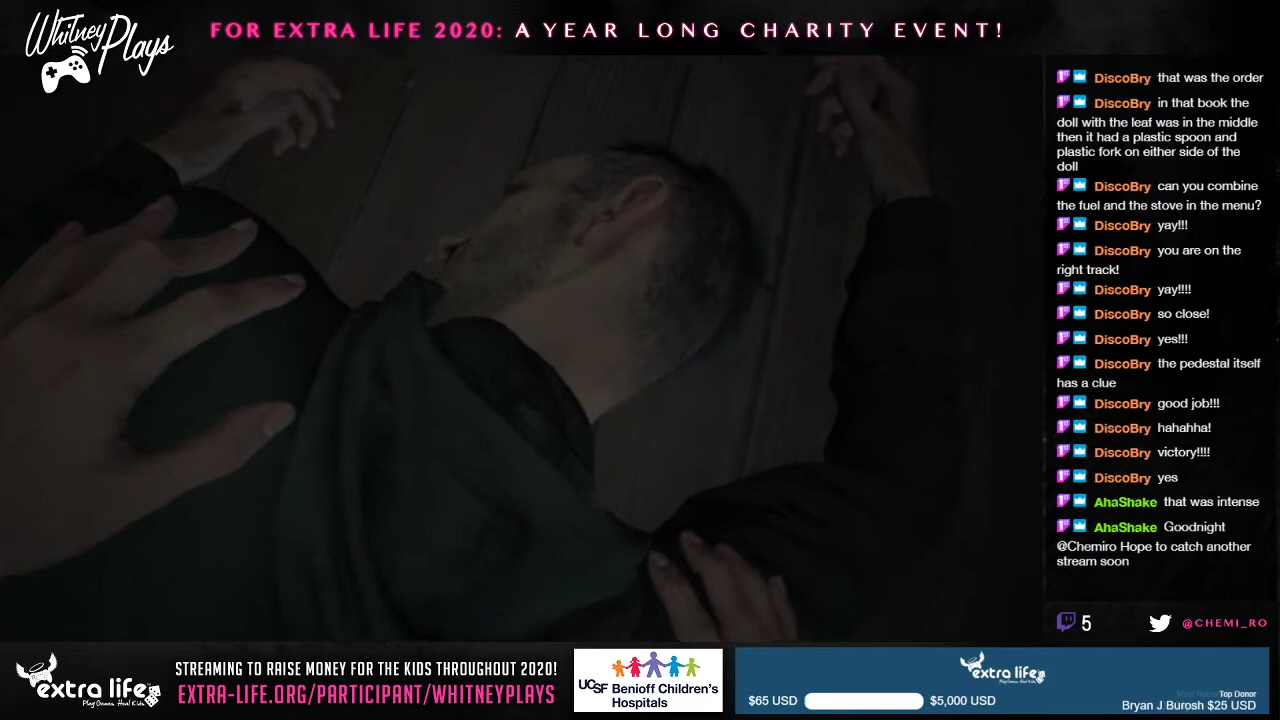 Whitney Plays
FOR EXTRA LIFE 2020: A YEAR LONG CHARITY EVENT!
DiscoBry that was the order
DiscoBry in that book the
doll with the leaf was in the middle
then it had a plastic spoon and
plastic fork on either side of the
doll
DiscoBry can you combine
the fuel and the stove in the menu?
DiscoBry yay!!!
DiscoBry you are on the
right track!
DiscoBry yay!!!!
DiscoBry so close!
DiscoBry yes!!!
DiscoBry the pedestal itself
has a clue
DiscoBry good job!!!
DiscoBry hahahha!
DiscoBry victory!!!!
DiscoBry yes
AhaShake that was intense
AhaShake Goodnight
@Chemiro Hope to catch another
stream soon
5 @CHEMI_RO
extra life
Play Games. Heal Kids.
STREAMING TO RAISE MONEY FOR THE KIDS THROUGHOUT 2020!
EXTRA-LIFE.ORG/PARTICIPANT/WHITNEYPLAYS
UCSF Benioff Children's
Hospitals
extra life
Play Games. Heal Kids.
$65 USD $5,000 USD
Top Donor
Bryan J Burosh $25 USD